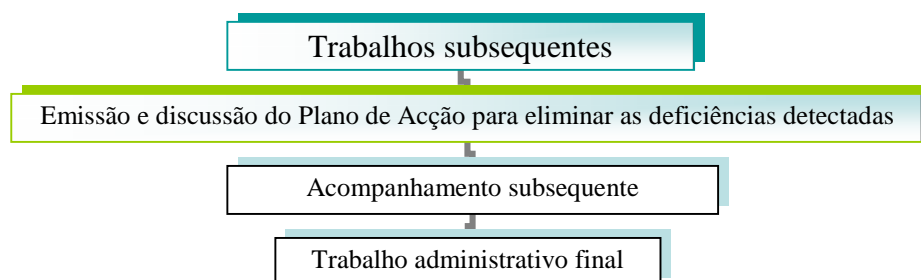 Trabalhos subsequentes
Emissão e discussão do Plano de Acção para eliminar as deficiências detectadas
Acompanhamento subsequente
Trabalho administrativo final